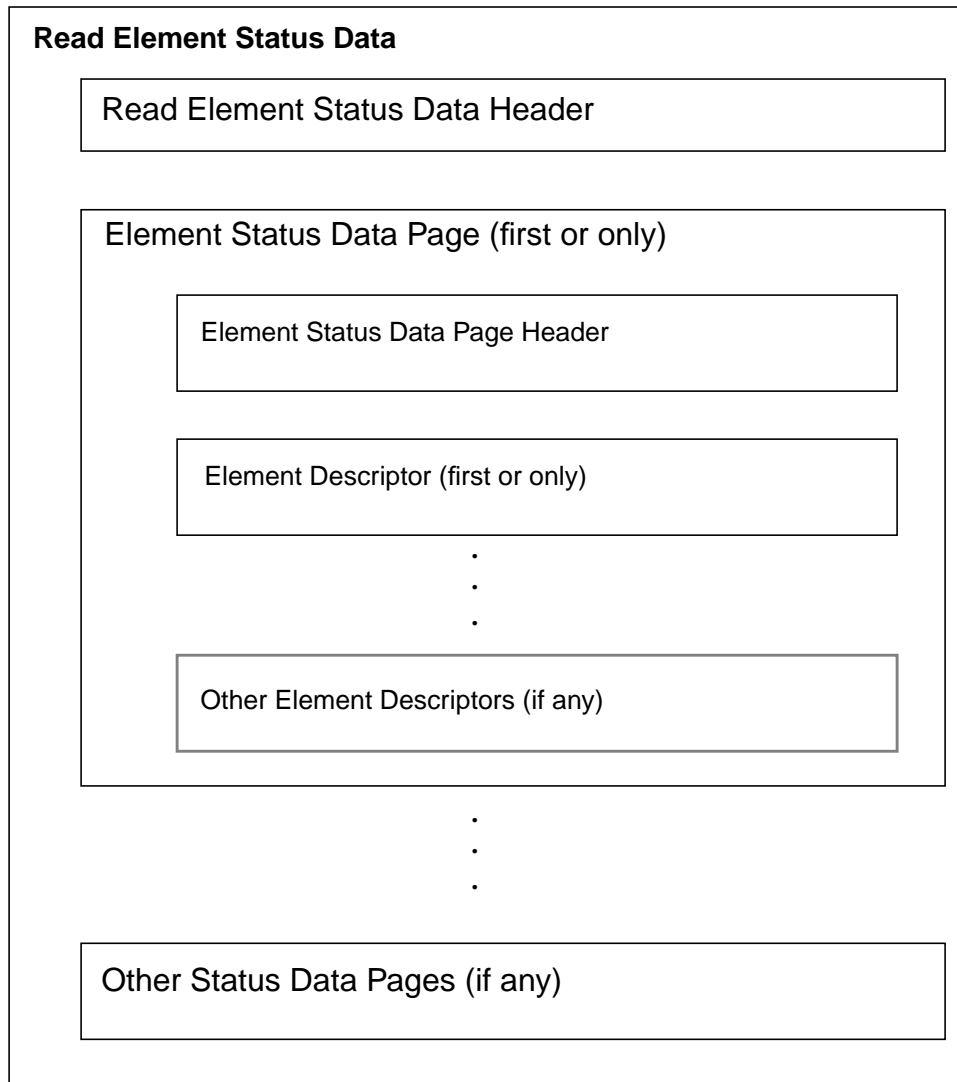 Read Element Status Data
Read Element Status Data Header
Element Status Data Page (first or only)
Element Status Data Page Header
Element Descriptor (first or only)
.
.
.
Other Element Descriptors (if any)
.
.
.
Other Status Data Pages (if any)